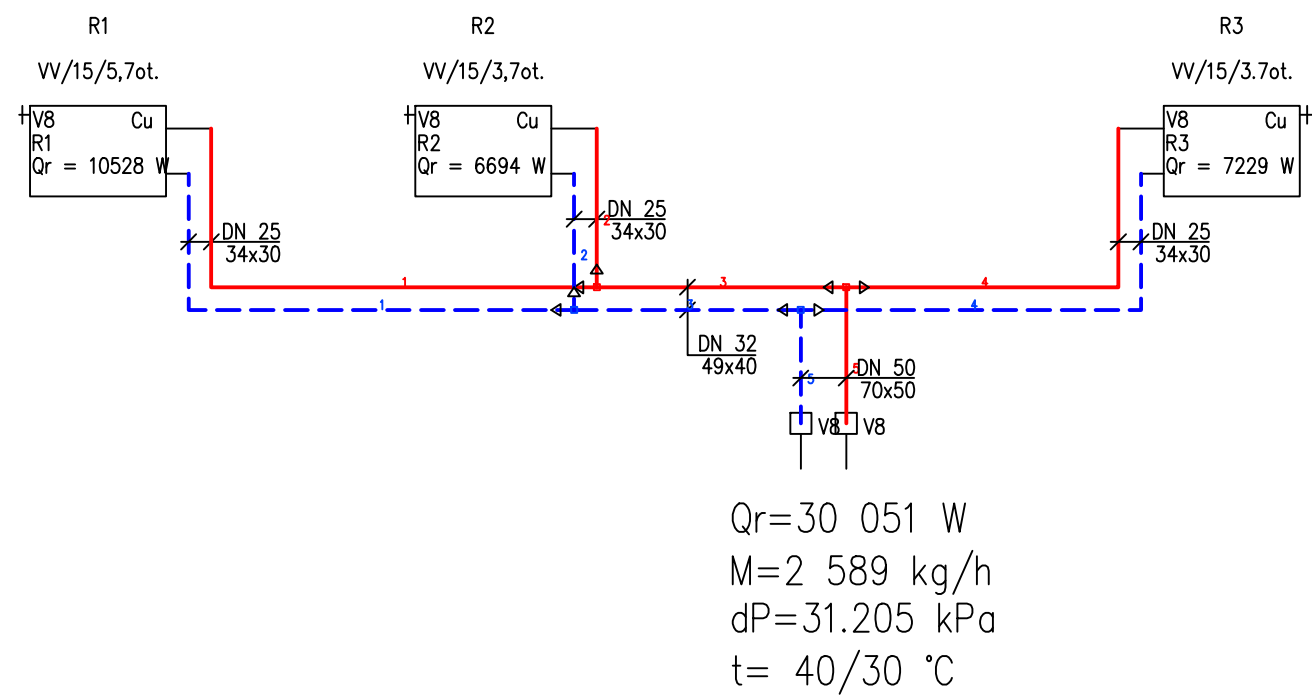 R1
VV/15/5,7ot.
V8 Cu
R1
Qr = 10528 W
R2
VV/15/3,7ot.
V8 Cu
R2
Qr = 6694 W
R3
VV/15/3.7ot.
V8 Cu
R3
Qr = 7229 W
DN 25
34x30
2
DN 25
34x30
2
DN 25
34x30
1
3
4
1
3
4
DN 32
49x40
5
5
DN 50
70x50
V8
V8
Qr=30 051 W
M=2 589 kg/h
dP=31.205 kPa
t= 40/30 °C